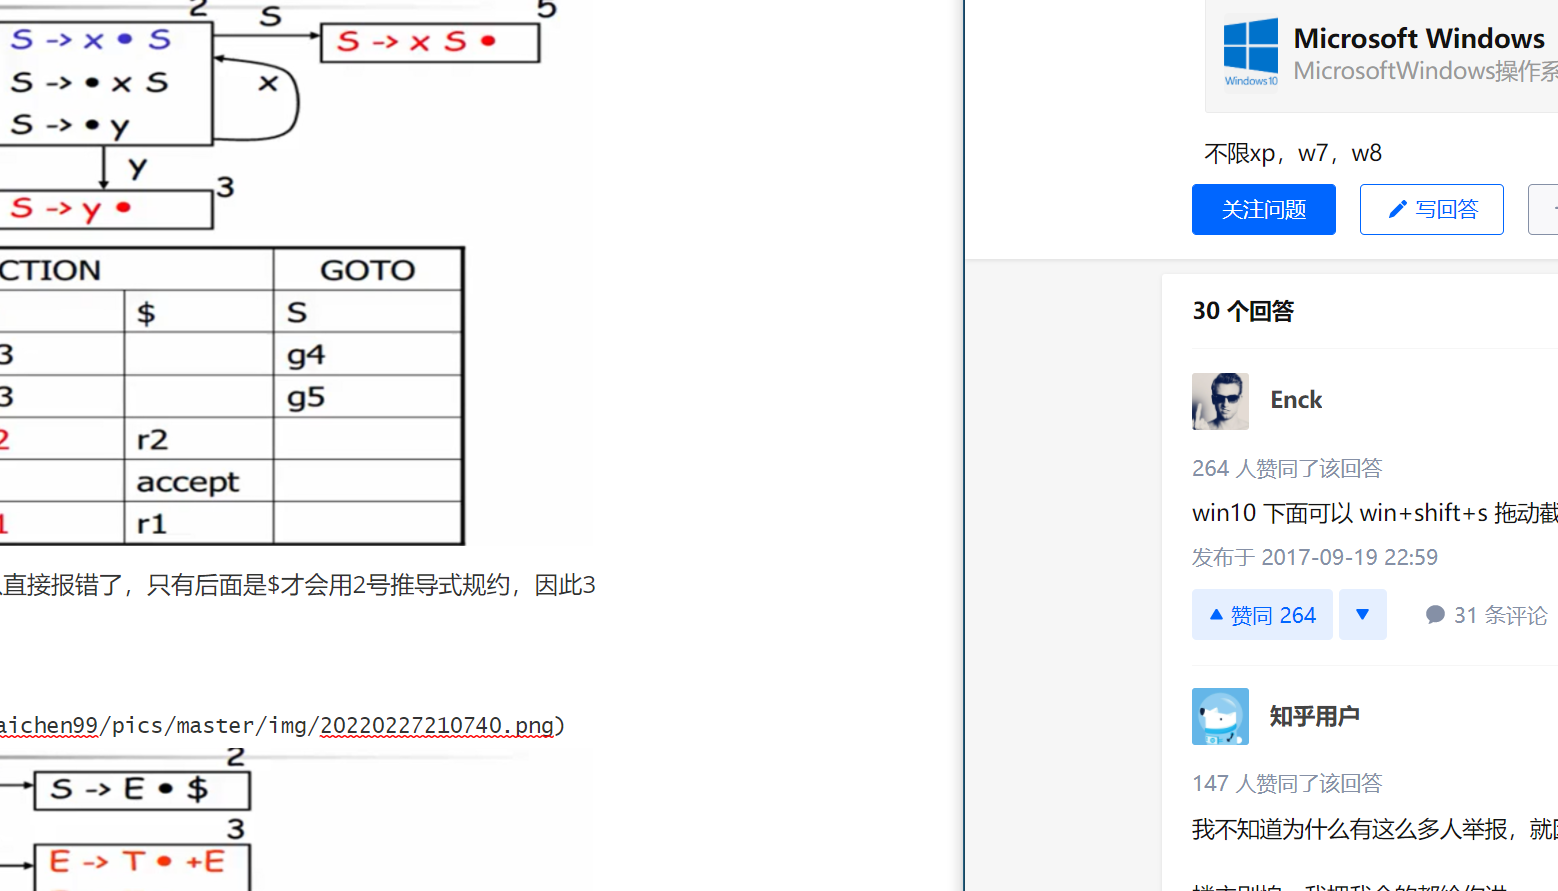 2
S
5
S -> x • S
S -> x S •
S -> • x S
x
S -> • y
y
3
S -> y •
CTION
GOTO
$
S
3
g4
3
g5
2
r2
accept
1
r1
直接报错了，只有后面是$才会用2号推导式规约，因此3
aichen99/pics/master/img/20220227210740.png)
2
S -> E • $
3
E -> T • +E
Microsoft Windows
Windows10
MicrosoftWindows操作系
不限xp，w7，w8
关注问题
写回答
30 个回答
Enck
264 人赞同了该回答
win10 下面可以 win+shift+s 拖动截
发布于 2017-09-19 22:59
赞同 264
31 条评论
知乎用户
147 人赞同了该回答
我不知道为什么有这么多人举报，就因